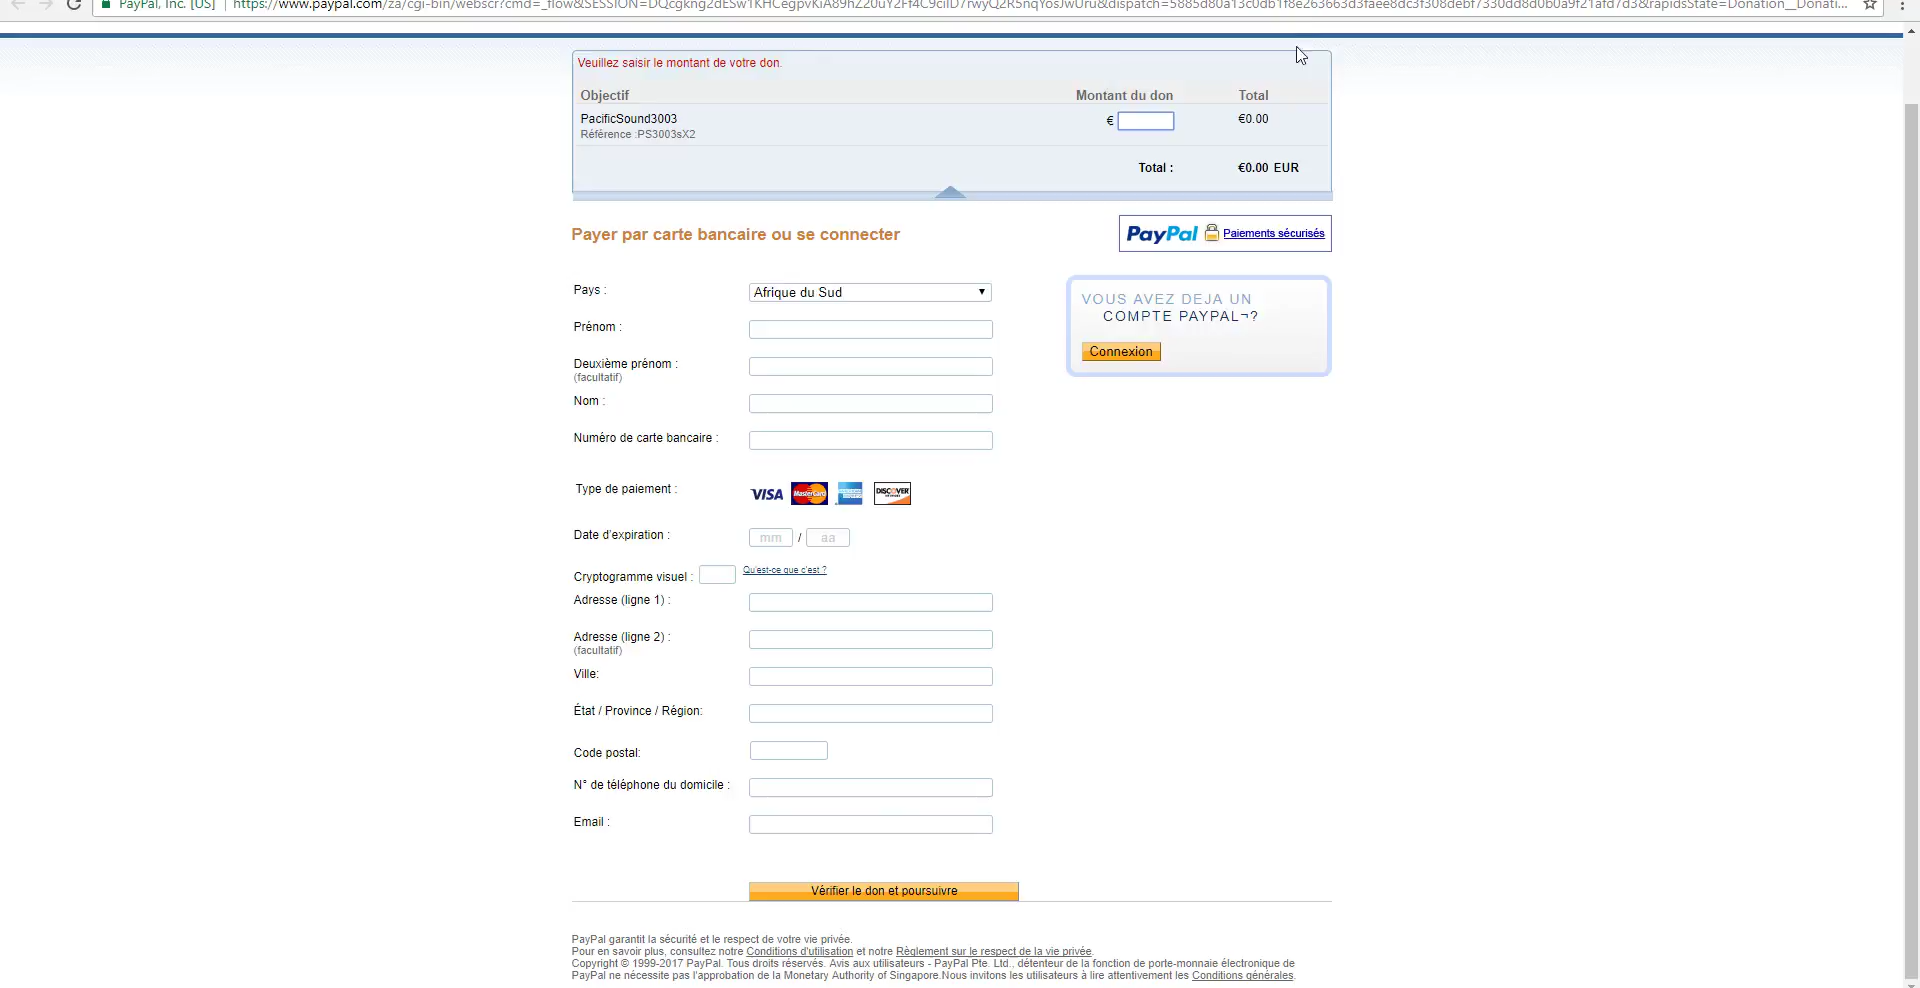 PayPal, Inc. [US] | https://www.paypal.com/za/cgi-bin/webscr?cmd=_flow&SESSION=
Veuillez saisir le montant de votre don.
Objectif Montant du don Total
PacificSound3003 € €0.00
Référence :PS3003sX2
Total : €0.00 EUR
Payer par carte bancaire ou se connecter
PayPal Paiements sécurisés
Pays : Afrique du Sud
VOUS AVEZ DEJA UN
COMPTE PAYPAL¬?
Connexion
Prénom :
Deuxième prénom :
(facultatif)
Nom :
Numéro de carte bancaire :
Type de paiement : VISA MasterCard DISCOVER
Date d'expiration : mm / aa
Cryptogramme visuel : Qu'est-ce que c'est ?
Adresse (ligne 1) :
Adresse (ligne 2) :
(facultatif)
Ville:
État / Province / Région:
Code postal:
N° de téléphone du domicile :
Email :
Vérifier le don et poursuivre
PayPal garantit la sécurité et le respect de votre vie privée.
Pour en savoir plus, consultez notre Conditions d'utilisation et notre Règlement sur le respect de la vie privée.
Copyright © 1999-2017 PayPal. Tous droits réservés. Avis aux utilisateurs - PayPal Pte. Ltd., détenteur de la fonction de porte-monnaie électronique de
PayPal ne nécessite pas l'approbation de la Monetary Authority of Singapore.Nous invitons les utilisateurs à lire attentivement les Conditions générales.